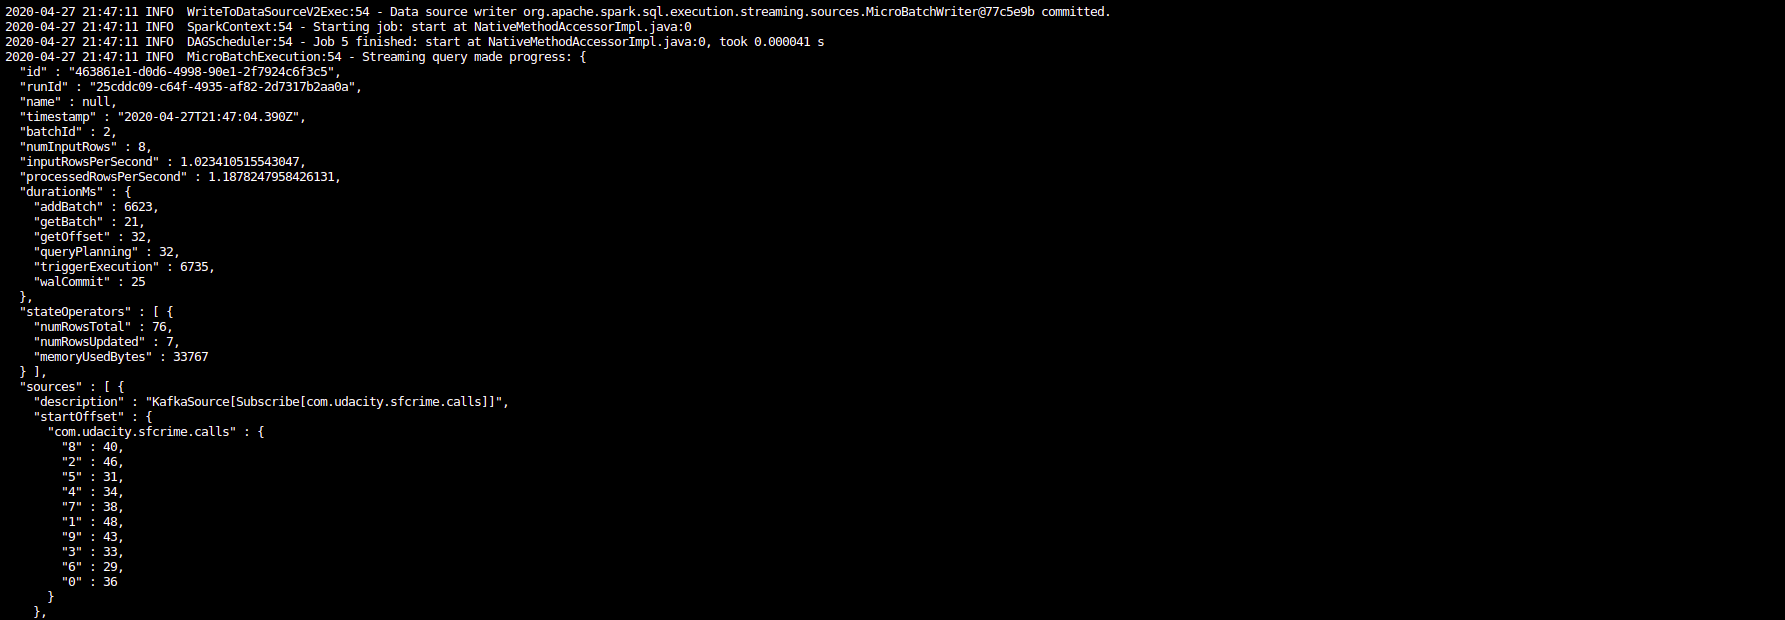 2020-04-27 21:47:11 INFO  WriteToDataSourceV2Exec:54 - Data source writer org.apache.spark.sql.execution.streaming.sources.MicroBatchWriter@77c5e9b committed.
2020-04-27 21:47:11 INFO  SparkContext:54 - Starting job: start at NativeMethodAccessorImpl.java:0
2020-04-27 21:47:11 INFO  DAGScheduler:54 - Job 5 finished: start at NativeMethodAccessorImpl.java:0, took 0.000041 s
2020-04-27 21:47:11 INFO  MicroBatchExecution:54 - Streaming query made progress: {
  "id" : "463861e1-d0d6-4998-90e1-2f7924c6f3c5",
  "runId" : "25cddc09-c64f-4935-af82-2d7317b2aa0a",
  "name" : null,
  "timestamp" : "2020-04-27T21:47:04.390Z",
  "batchId" : 2,
  "numInputRows" : 8,
  "inputRowsPerSecond" : 1.023410515543047,
  "processedRowsPerSecond" : 1.1878247958426131,
  "durationMs" : {
    "addBatch" : 6623,
    "getBatch" : 21,
    "getOffset" : 32,
    "queryPlanning" : 32,
    "triggerExecution" : 6735,
    "walCommit" : 25
  },
  "stateOperators" : [ {
    "numRowsTotal" : 76,
    "numRowsUpdated" : 7,
    "memoryUsedBytes" : 33767
  } ],
  "sources" : [ {
    "description" : "KafkaSource[Subscribe[com.udacity.sfcrime.calls]]",
    "startOffset" : {
      "com.udacity.sfcrime.calls" : {
        "8" : 40,
        "2" : 46,
        "5" : 31,
        "4" : 34,
        "7" : 38,
        "1" : 48,
        "9" : 43,
        "3" : 33,
        "6" : 29,
        "0" : 36
      }
    },